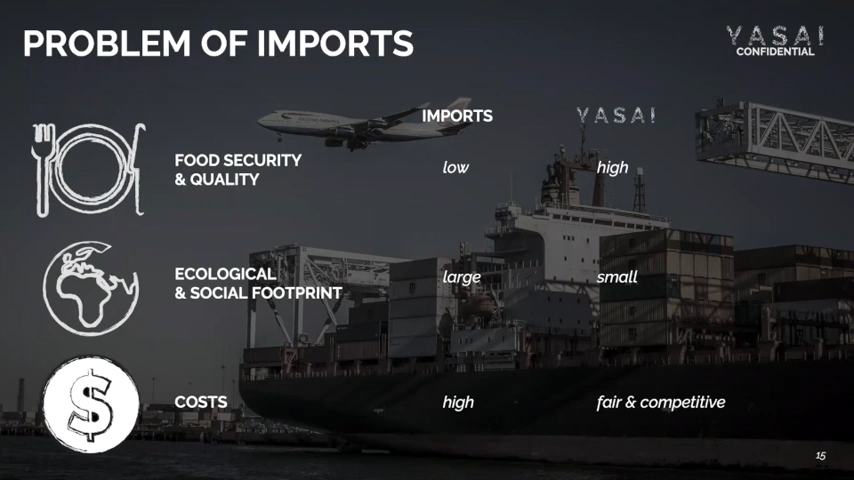 PROBLEM OF IMPORTS
YASAI
CONFIDENTIAL
IMPORTS
YASAI
FOOD SECURITY
& QUALITY
low
high
ECOLOGICAL
& SOCIAL FOOTPRINT
large
small
$
COSTS
high
fair & competitive
15